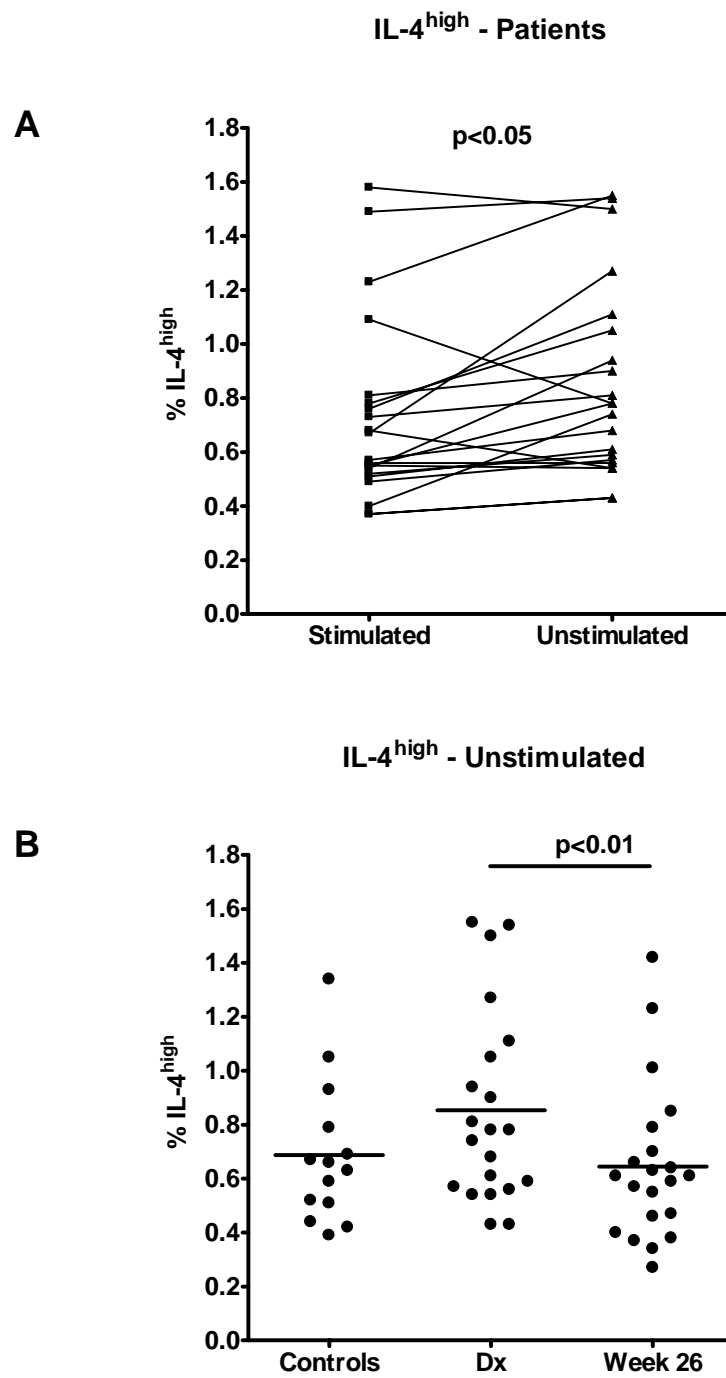 IL-4high - Patients
A
p<0.05
% IL-4high
1.8
1.6
1.4
1.2
1.0
0.8
0.6
0.4
0.2
0.0
Stimulated Unstimulated
IL-4high - Unstimulated
B
p<0.01
% IL-4high
1.8
1.6
1.4
1.2
1.0
0.8
0.6
0.4
0.2
0.0
Controls Dx Week 26